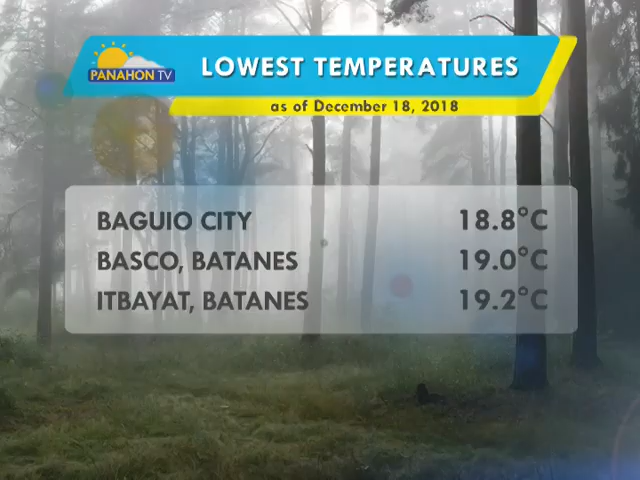 PANAHON TV
LOWEST TEMPERATURES
as of December 18, 2018
BAGUIO CITY 18.8°C
BASCO, BATANES 19.0°C
ITBAYAT, BATANES 19.2°C